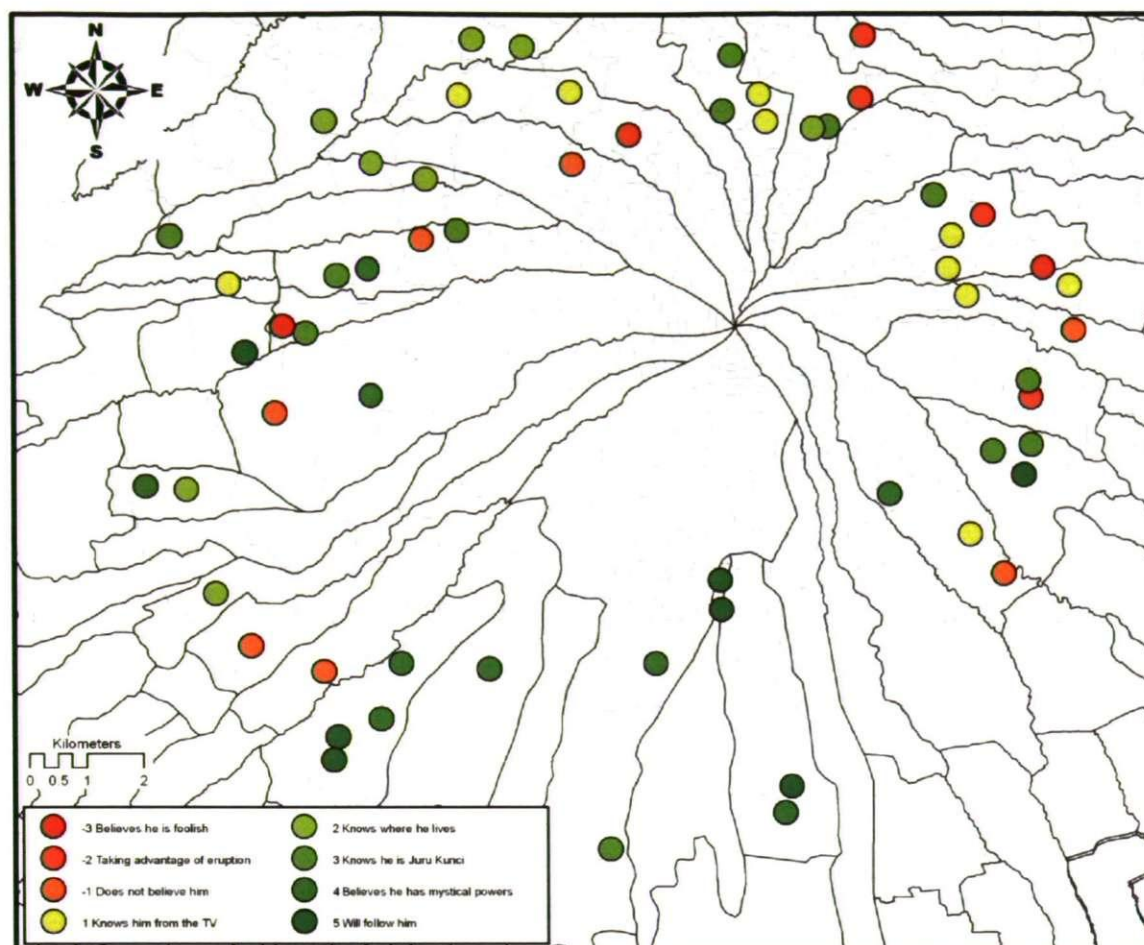 N
W E
S
Kilometers
0 0.5 1 2
-3 Believes he is foolish
-2 Taking advantage of eruption
-1 Does not believe him
1 Knows him from the TV
2 Knows where he lives
3 Knows he is Juru Kunci
4 Believes he has mystical powers
5 Will follow him